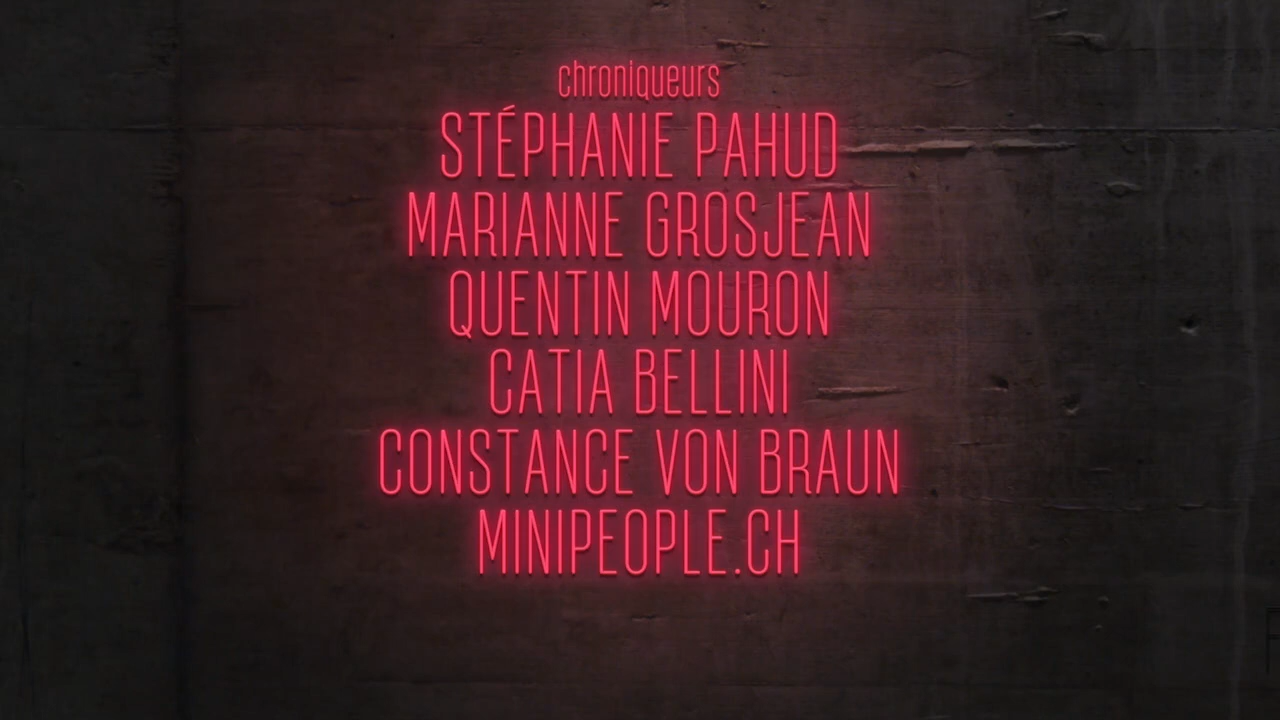 chroniqueurs
STÉPHANIE PAHUD
MARIANNE GROSJEAN
QUENTIN MOURON
CATIA BELLINI
CONSTANCE VON BRAUN
MINIPEOPLE.CH